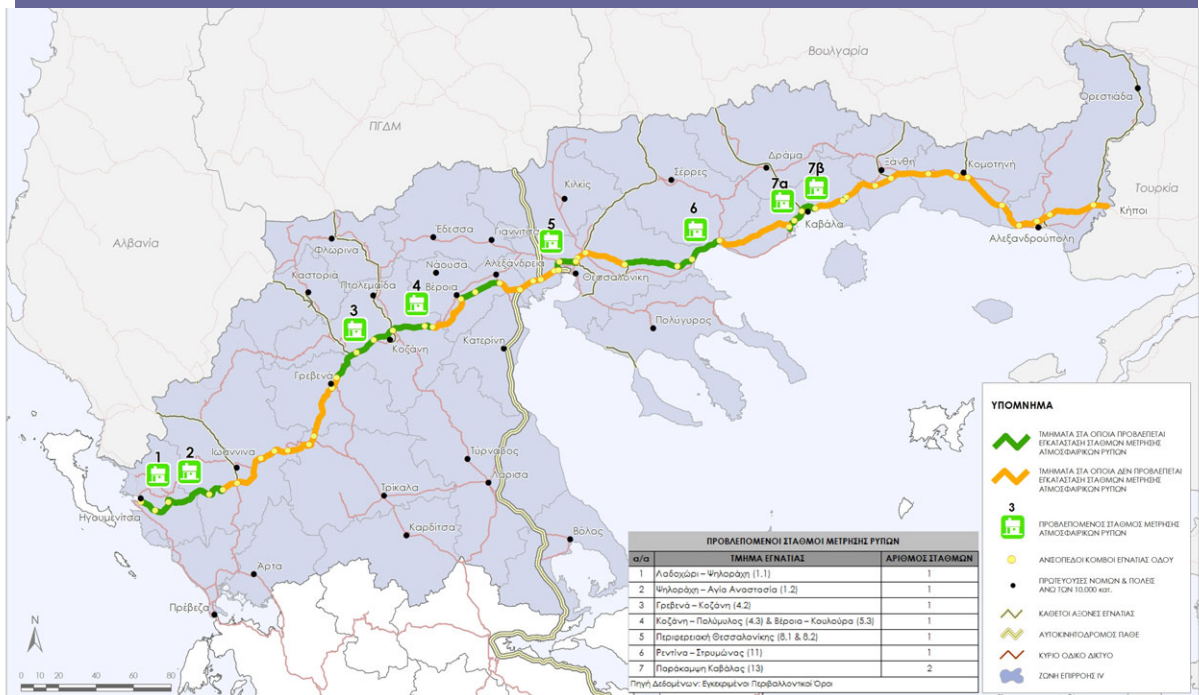 Βουλγαρία
Ορεστιάδα
ΠΓΔΜ
Δράμα
Ξάνθη
Κομοτηνή
Σέρρες
7α
7β
Κιλκίς
Τουρκία
Κήποι
Αλβανία
6
Καβάλα
Αλεξανδρούπολη
5
Έδεσσα
Γιαννιτσά
Φλώρινα
Νάουσα
Αλεξάνδρεια
Θεσσαλονίκη
Καστοριά
Πτολεμαΐδα
4
Βέροια
3
Πολύγυρος
Κοζάνη
Κατερίνη
Γρεβενά
1
2
Ιωάννινα
Τύρναβος
Λάρισα
Ηγουμενίτσα
Τρίκαλα
Καρδίτσα
Βόλος
Άρτα
Πρέβεζα
N
0 10 20 40 60 80
ΠΡΟΒΛΕΠΟΜΕΝΟΙ ΣΤΑΘΜΟΙ ΜΕΤΡΗΣΗΣ ΡΥΠΩΝ
α/α ΤΜΗΜΑ ΕΓΝΑΤΙΑΣ ΑΡΙΘΜΟΣ ΣΤΑΘΜΩΝ
1 Λαδοχώρι – Ψηλοράχη (1.1) 1
2 Ψηλοράχη – Αγία Αναστασία (1.2) 1
3 Γρεβενά – Κοζάνη (4.2) 1
4 Κοζάνη – Πολύμυλος (4.3) & Βέροια – Κουλούρα (5.3) 1
5 Περιφερειακή Θεσσαλονίκης (8.1 & 8.2) 1
6 Ρεντίνα – Στρυμώνας (11) 1
7 Παράκαμψη Καβάλας (13) 2
Πηγή Δεδομένων: Εγκεκριμένοι Περιβαλλοντικοί Όροι
ΥΠΟΜΝΗΜΑ
ΤΜΗΜΑΤΑ ΣΤΑ ΟΠΟΙΑ ΠΡΟΒΛΕΠΕΤΑΙ
ΕΓΚΑΤΑΣΤΑΣΗ ΣΤΑΘΜΩΝ ΜΕΤΡΗΣΗΣ
ΑΤΜΟΣΦΑΙΡΙΚΩΝ ΡΥΠΩΝ
ΤΜΗΜΑΤΑ ΣΤΑ ΟΠΟΙΑ ΔΕΝ ΠΡΟΒΛΕΠΕΤΑΙ
ΕΓΚΑΤΑΣΤΑΣΗ ΣΤΑΘΜΩΝ ΜΕΤΡΗΣΗΣ
ΑΤΜΟΣΦΑΙΡΙΚΩΝ ΡΥΠΩΝ
3
ΠΡΟΒΛΕΠΟΜΕΝΟΣ ΣΤΑΘΜΟΣ ΜΕΤΡΗΣΗΣ
ΑΤΜΟΣΦΑΙΡΙΚΩΝ ΡΥΠΩΝ
ΑΝΙΣΟΠΕΔΟΙ ΚΟΜΒΟΙ ΕΓΝΑΤΙΑΣ ΟΔΟΥ
ΠΡΩΤΕΥΟΥΣΕΣ ΝΟΜΩΝ & ΠΟΛΕΙΣ
ΑΝΩ ΤΩΝ 10.000 κατ.
ΚΑΘΕΤΟΙ ΑΞΟΝΕΣ ΕΓΝΑΤΙΑΣ
ΑΥΤΟΚΙΝΗΤΟΔΡΟΜΟΣ ΠΑΘΕ
ΚΥΡΙΟ ΟΔΙΚΟ ΔΙΚΤΥΟ
ΖΩΝΗ ΕΠΙΡΡΟΗΣ IV